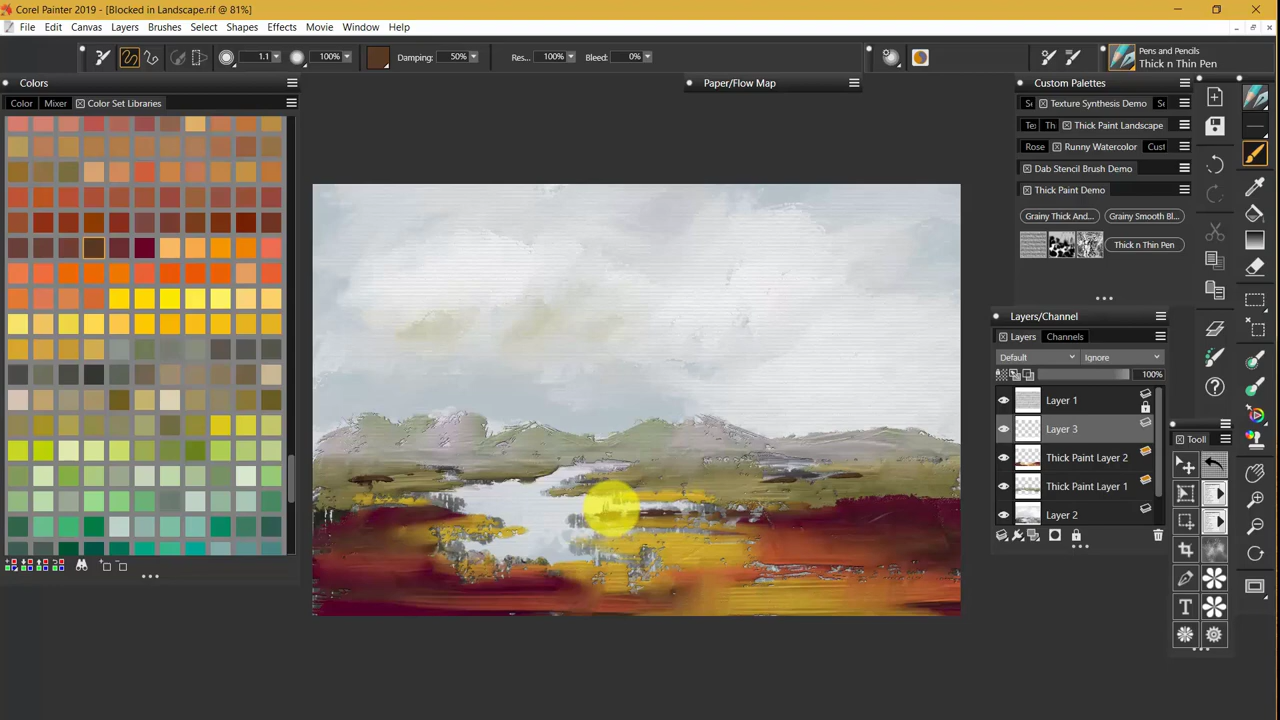 Corel Painter 2019 - [Blocked in Landscape.rif @ 81%]
File Edit Canvas Layers Brushes Select Shapes Effects Movie Window Help
1.1 100% Damping: 50% Res... 100% Bleed: 0%
Pens and Pencils
Thick n Thin Pen
Colors
Color Mixer Color Set Libraries
Paper/Flow Map
Custom Palettes
Texture Synthesis Demo
Th Thick Paint Landscape
Rose Runny Watercolor Cust
Dab Stencil Brush Demo
Thick Paint Demo
Grainy Thick And... Grainy Smooth Bl...
Thick n Thin Pen
Layers/Channel
Layers Channels
Default Ignore
100%
Layer 1
Layer 3
Thick Paint Layer 2
Thick Paint Layer 1
Layer 2
Tooll